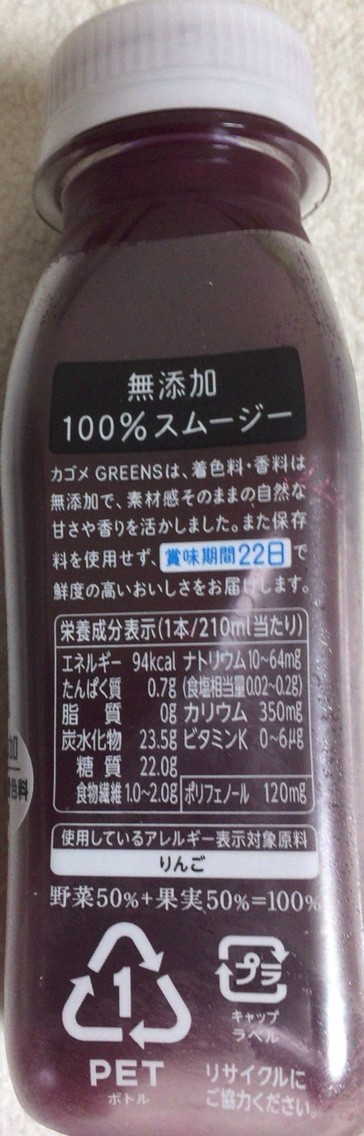 無添加
100%スムージー
カゴメ GREENSは、着色料・香料は
無添加で、素材感そのままの自然な
甘さや香りを活かしました。また保存
料を使用せず、賞味期間22日で
鮮度の高いおいしさをお届けします。
栄養成分表示(1本/210ml当たり)
エネルギー 94kcal ナトリウム10~64mg
たんぱく質 0.7g (食塩相当量0.02~0.2g)
脂質 0g カリウム 350mg
炭水化物 23.5g ビタミンK 0~6μg
糖質 22.0g
食物繊維 1.0~2.0g ポリフェノール 120mg
使用しているアレルギー表示対象原料
りんご
野菜50%+果実50%=100%
1 プラ
キャップ
ラベル
PET
ボトル
リサイクルに
ご協力ください。